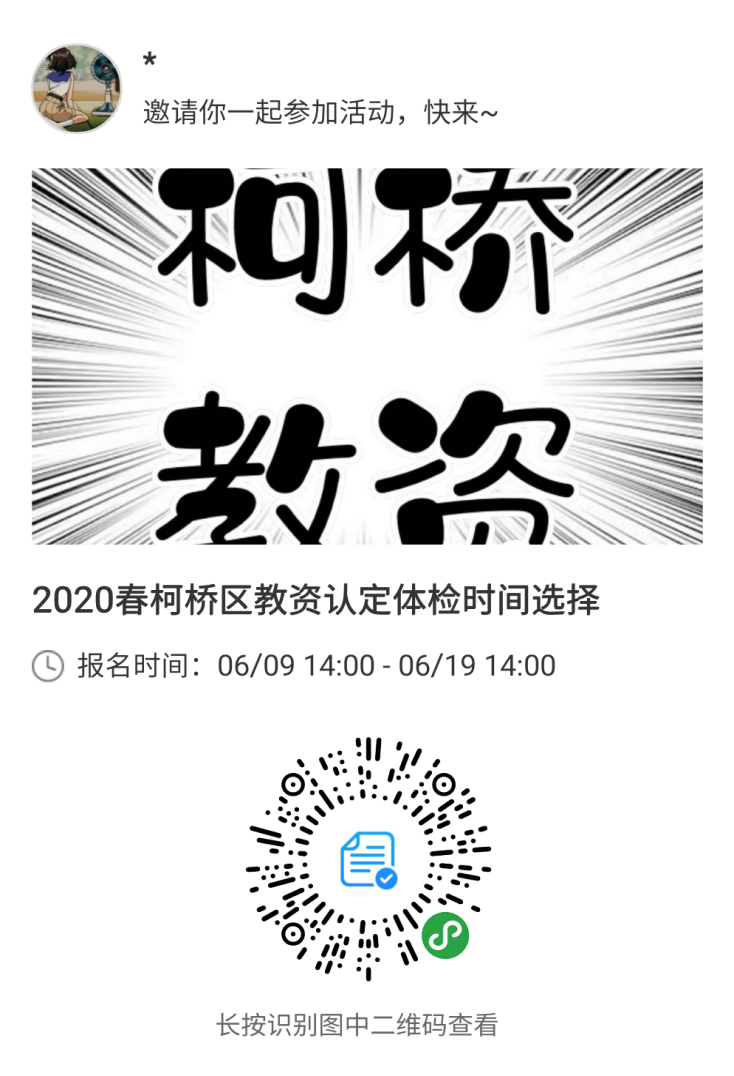 *
邀请你一起参加活动，快来~
柯桥
教资
2020春柯桥区教资认定体检时间选择
报名时间：06/09 14:00 - 06/19 14:00
长按识别图中二维码查看